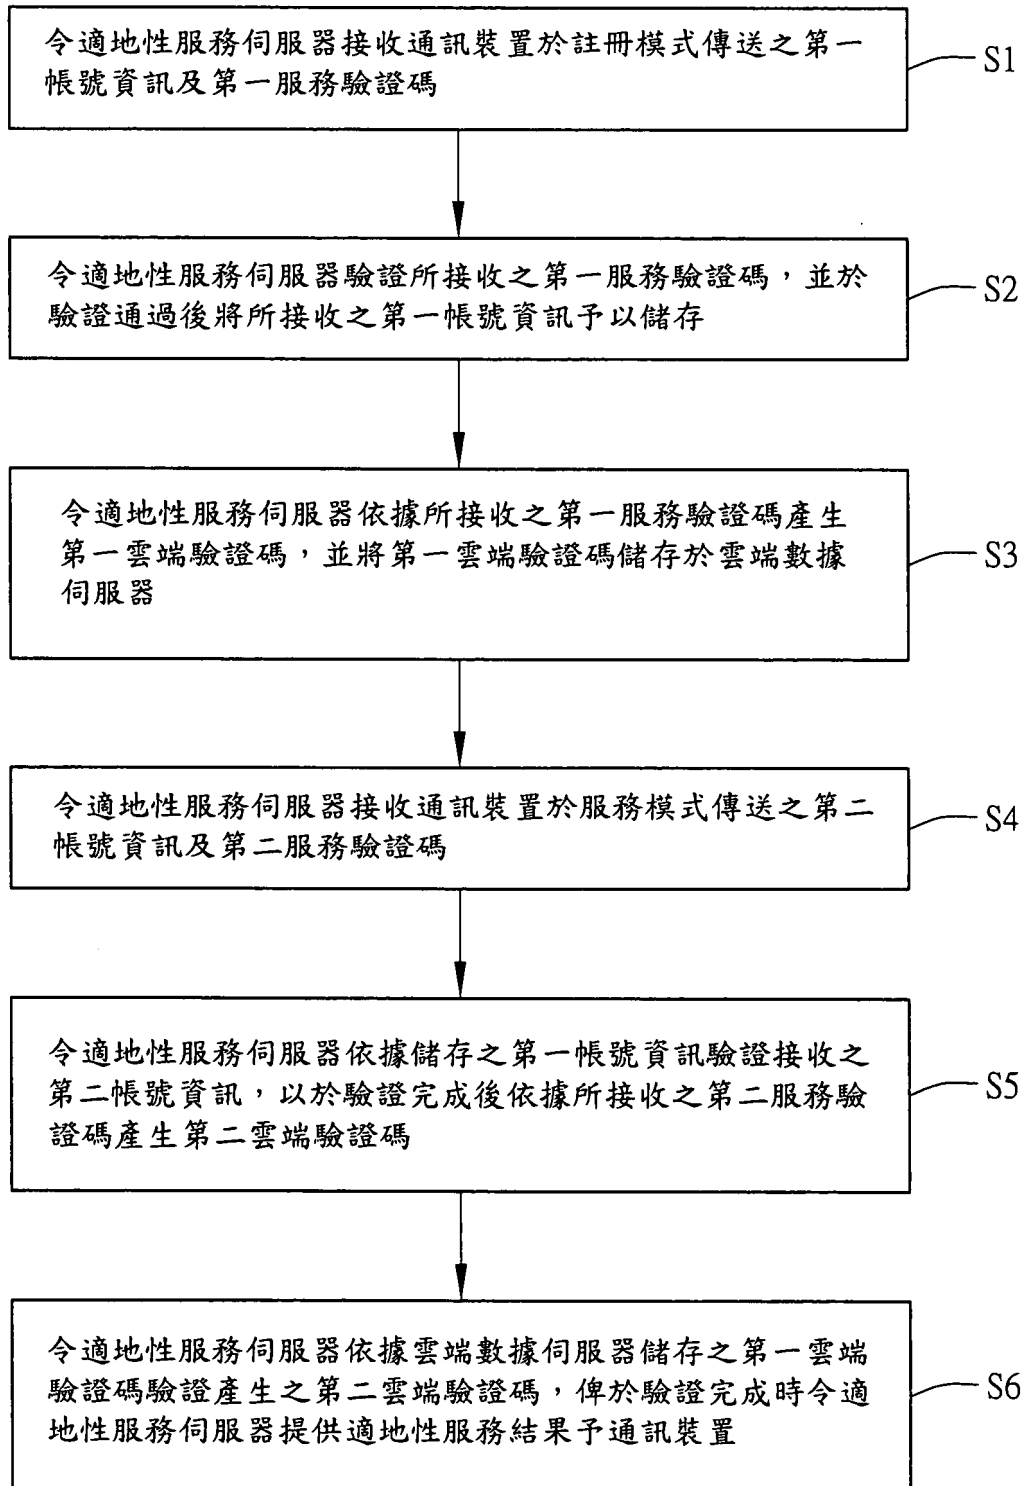 令適地性服務伺服器接收通訊裝置於註冊模式傳送之第一
帳號資訊及第一服務驗證碼
S1
令適地性服務伺服器驗證所接收之第一服務驗證碼，並於
驗證通過後將所接收之第一帳號資訊予以儲存
S2
令適地性服務伺服器依據所接收之第一服務驗證碼產生
第一雲端驗證碼，並將第一雲端驗證碼儲存於雲端數據
伺服器
S3
令適地性服務伺服器接收通訊裝置於服務模式傳送之第二
帳號資訊及第二服務驗證碼
S4
令適地性服務伺服器依據儲存之第一帳號資訊驗證接收之
第二帳號資訊，以於驗證完成後依據所接收之第二服務驗
證碼產生第二雲端驗證碼
S5
令適地性服務伺服器依據雲端數據伺服器儲存之第一雲端
驗證碼驗證產生之第二雲端驗證碼，俾於驗證完成時令適
地性服務伺服器提供適地性服務結果予通訊裝置
S6